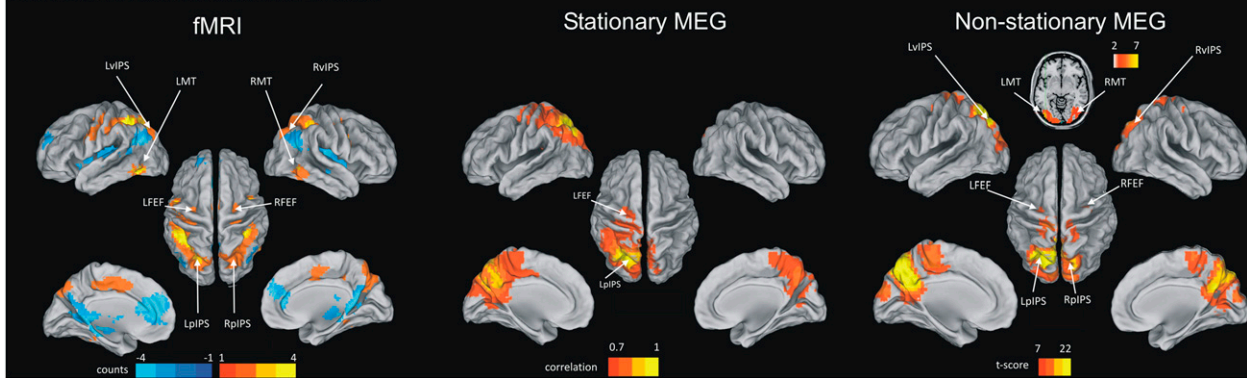 fMRI
LvIPS
LMT
RMT
RvIPS
LFEF
RFEF
LpIPS
RpIPS
counts
-4
-1
1
4
Stationary MEG
LFEF
LpIPS
correlation
0.7
1
Non-stationary MEG
LvIPS
2 7
RvIPS
LMT
RMT
LFEF
RFEF
LpIPS
RpIPS
t-score
7
22